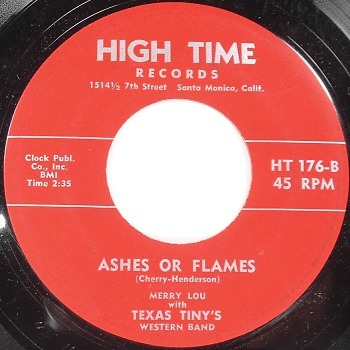 HIGH TIME
RECORDS
1514½ 7th Street Santa Monica, Calif.
Clock Publ.
Co., Inc.
BMI
Time 2:35
HT 176-B
45 RPM
ASHES OR FLAMES
(Cherry-Henderson)
MERRY LOU
with
TEXAS TINY'S
WESTERN BAND